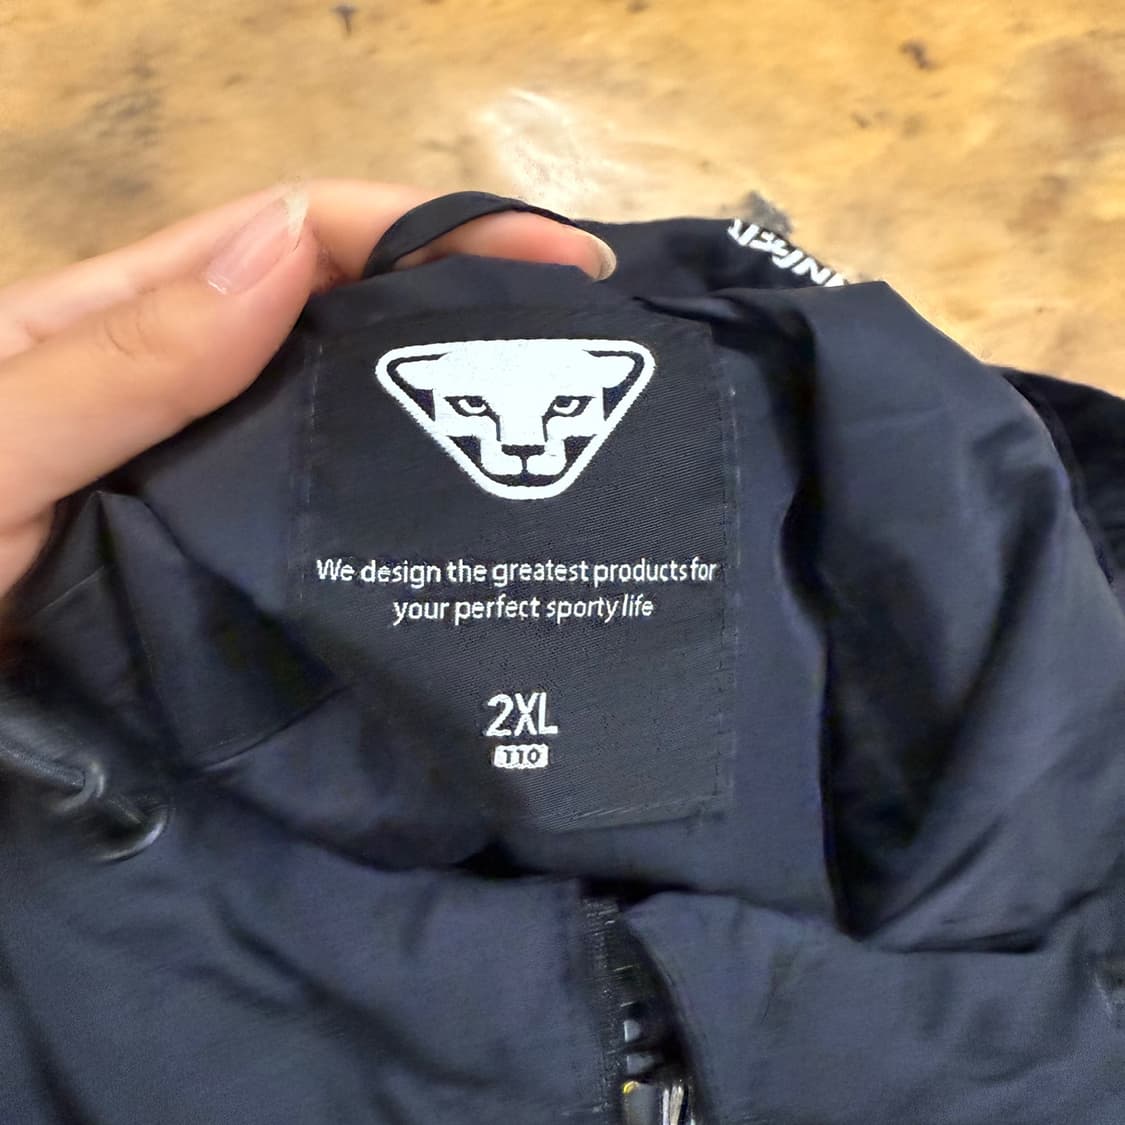 We design the greatest products for
your perfect sporty life
2XL
110